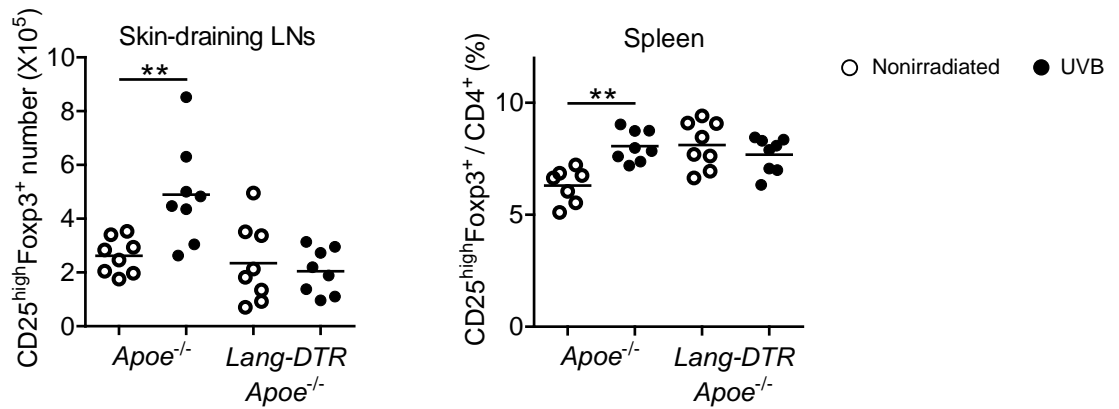 Skin-draining LNs
CD25ʰⁱᵍʰFoxp3⁺ number (X10⁵)
10
8
6
4
2
0
**
Apoe⁻/⁻
Lang-DTR
Apoe⁻/⁻
Spleen
CD25ʰⁱᵍʰFoxp3⁺ / CD4⁺ (%)
10
5
0
**
Apoe⁻/⁻
Lang-DTR
Apoe⁻/⁻
Nonirradiated
UVB